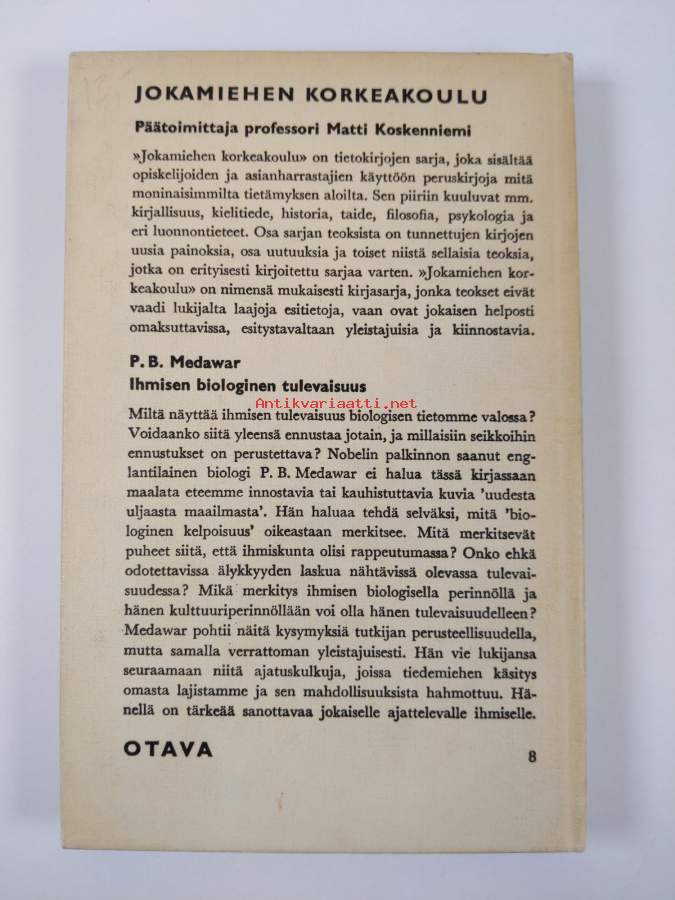 JOKAMIEHEN KORKEAKOULU
Päätoimittaja professori Matti Koskenniemi
»Jokamiehen korkeakoulu» on tietokirjojen sarja, joka sisältää
opiskelijoiden ja asianharrastajien käyttöön peruskirjoja mitä
moninaisimmilta tietämyksen aloilta. Sen piiriin kuuluvat mm.
kirjallisuus, kielitiede, historia, taide, filosofia, psykologia ja
eri luonnontieteet. Osa sarjan teoksista on tunnettujen kirjojen
uusia painoksia, osa uutuuksia ja toiset niistä sellaisia teoksia,
jotka on erityisesti kirjoitettu sarjaa varten. »Jokamiehen kor-
keakoulu» on nimensä mukaisesti kirjasarja, jonka teokset eivät
vaadi lukijalta laajoja esitietoja, vaan ovat jokaisen helposti
omaksuttavissa, esitystavaltaan yleistajuisia ja kiinnostavia.
P. B. Medawar
Ihmisen biologinen tulevaisuus
Antikvariaatti.net
Miltä näyttää ihmisen tulevaisuus biologisen tietomme valossa?
Voidaanko siitä yleensä ennustaa jotain, ja millaisiin seikkoihin
ennustukset on perustettava? Nobelin palkinnon saanut eng-
lantilainen biologi P. B. Medawar ei halua tässä kirjassaan
maalata eteemme innostavia tai kauhistuttavia kuvia 'uudesta
uljaasta maailmasta'. Hän haluaa tehdä selväksi, mitä 'bio-
loginen kelpoisuus' oikeastaan merkitsee. Mitä merkitsevät
puheet siitä, että ihmiskunta olisi rappeutumassa? Onko ehkä
odotettavissa älykkyyden laskua nähtävissä olevassa tulevai-
suudessa? Mikä merkitys ihmisen biologisella perinnöllä ja
hänen kulttuuriperinnöllään voi olla hänen tulevaisuudelleen?
Medawar pohtii näitä kysymyksiä tutkijan perusteellisuudella,
mutta samalla verrattoman yleistajuisesti. Hän vie lukijansa
seuraamaan niitä ajatuskulkuja, joissa tiedemiehen käsitys
omasta lajistamme ja sen mahdollisuuksista hahmottuu. Hä-
nellä on tärkeää sanottavaa jokaiselle ajattelevalle ihmiselle.
OTAVA
8